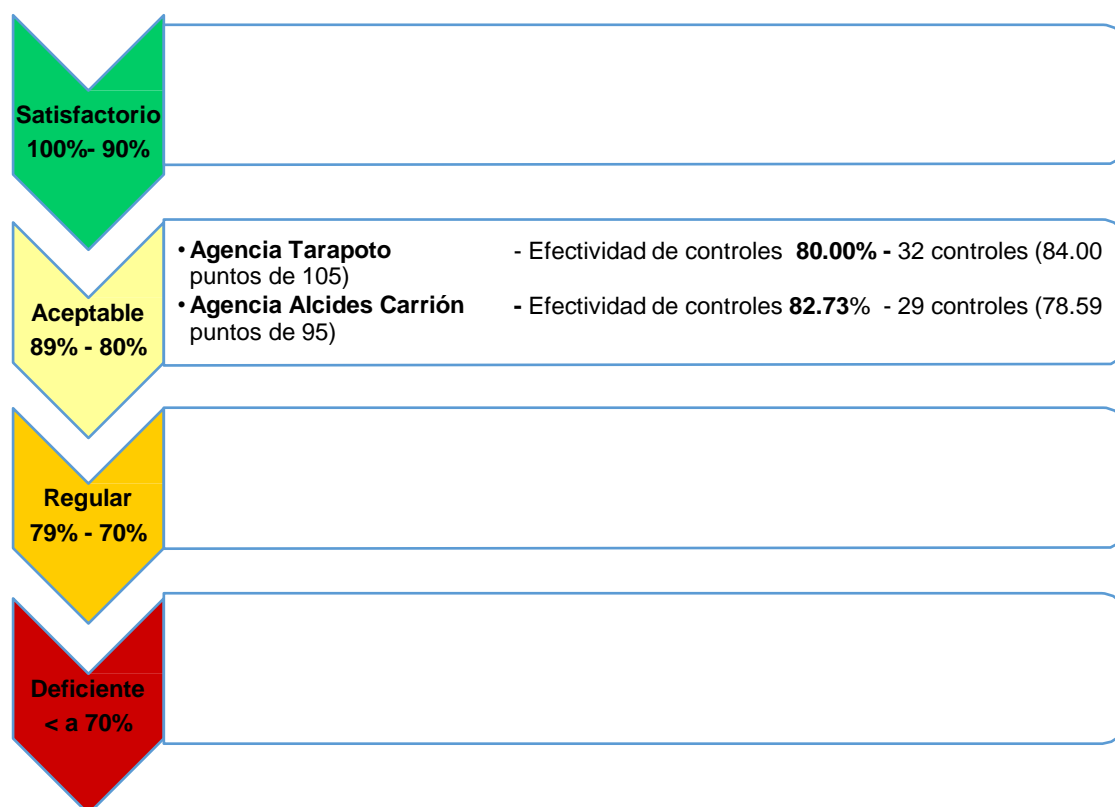 Satisfactorio
100%- 90%
• Agencia Tarapoto - Efectividad de controles 80.00% - 32 controles (84.00
puntos de 105)
• Agencia Alcides Carrión - Efectividad de controles 82.73% - 29 controles (78.59
puntos de 95)
Aceptable
89% - 80%
Regular
79% - 70%
Deficiente
< a 70%